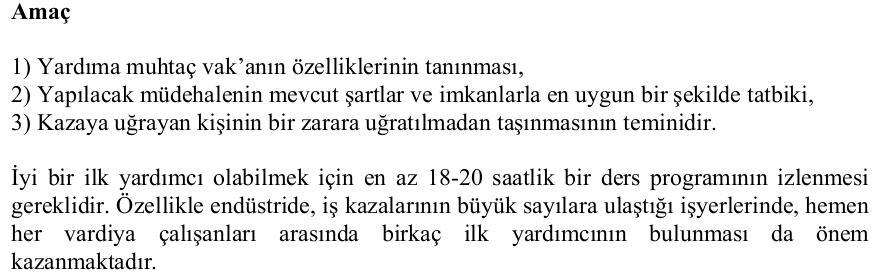 Amaç
1) Yardıma muhtaç vak’anın özelliklerinin tanınması,
2) Yapılacak müdehalenin mevcut şartlar ve imkanlarla en uygun bir şekilde tatbiki,
3) Kazaya uğrayan kişinin bir zarara uğratılmadan taşınmasının teminidir.
İyi bir ilk yardımcı olabilmek için en az 18-20 saatlik bir ders programının izlenmesi
gereklidir. Özellikle endüstride, iş kazalarının büyük sayılara ulaştığı işyerlerinde, hemen
her vardiya çalışanları arasında birkaç ilk yardımcının bulunması da önem
kazanmaktadır.